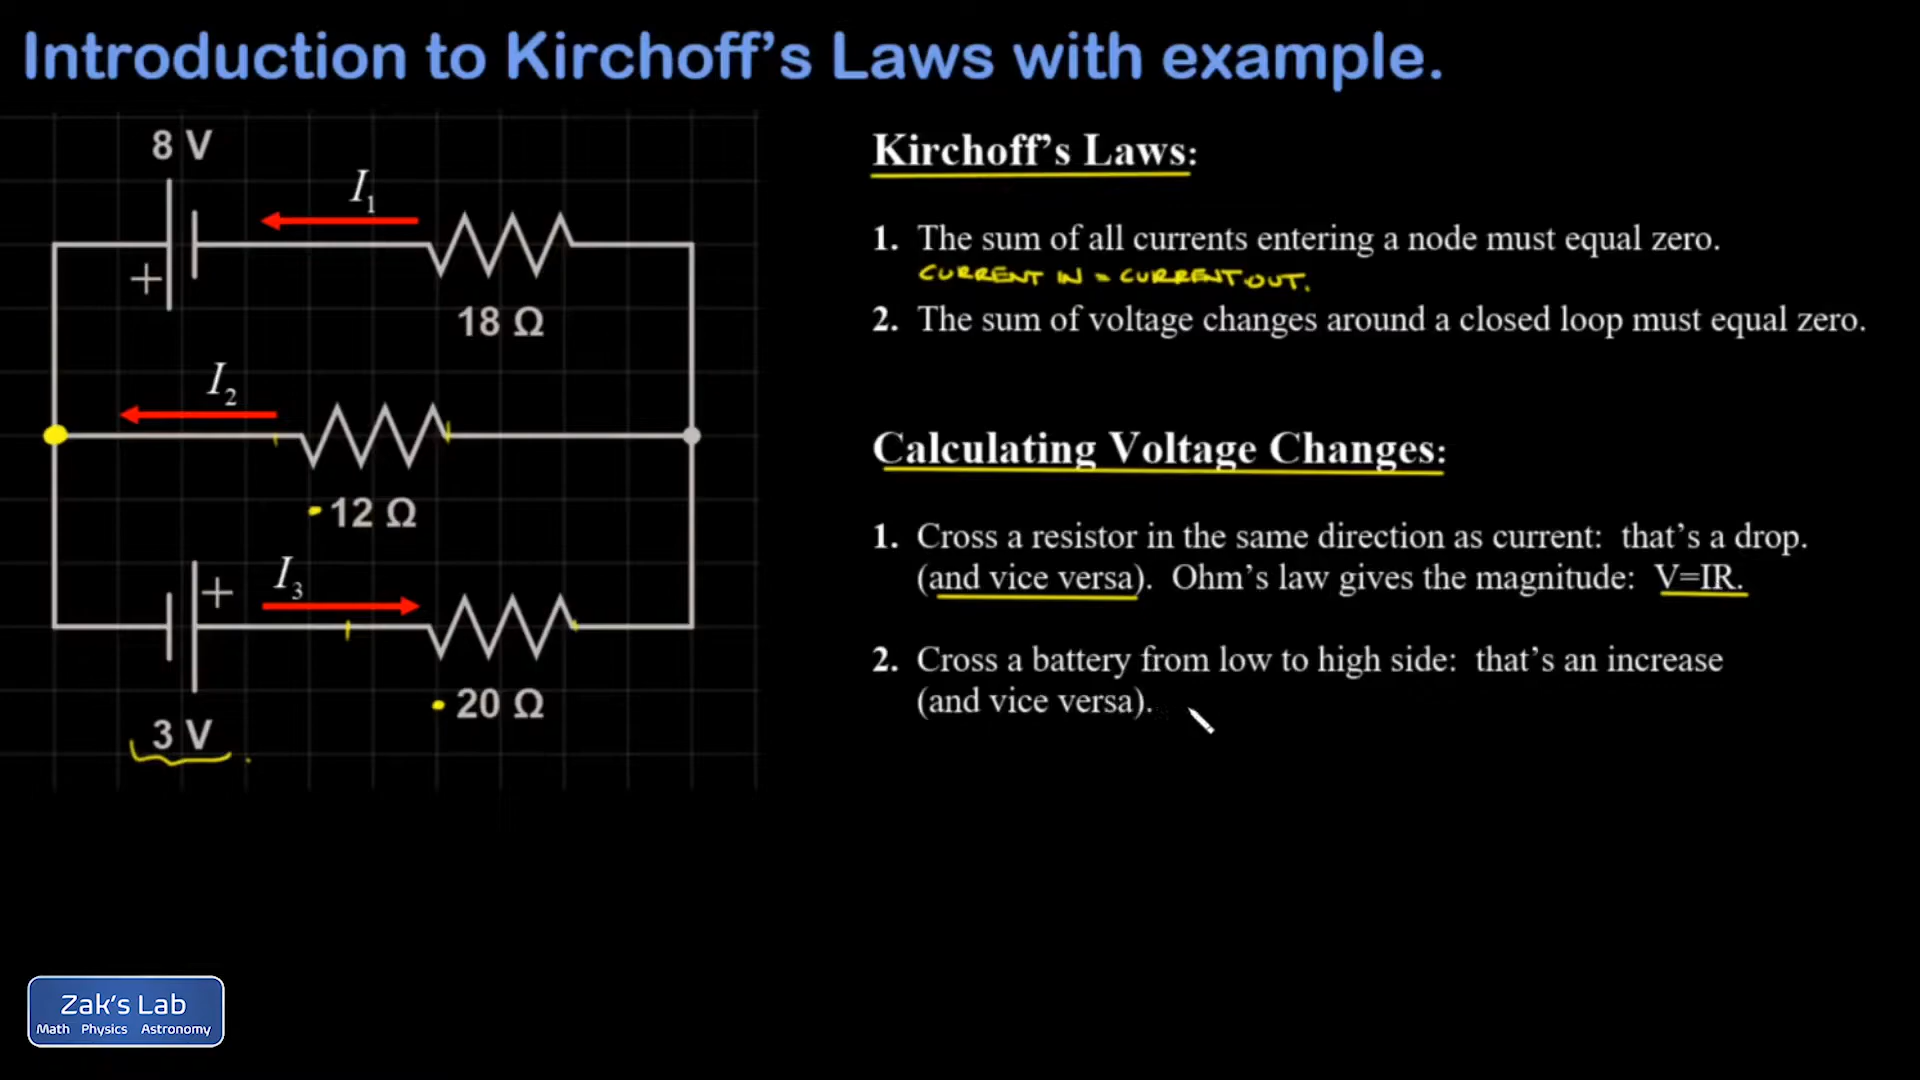 Introduction to Kirchoff's Laws with example.
8 V
I1
+
18 Ω
I2
12 Ω
+
I3
20 Ω
3 V
Kirchoff's Laws:
1. The sum of all currents entering a node must equal zero.
CURRENT IN = CURRENT OUT.
2. The sum of voltage changes around a closed loop must equal zero.
Calculating Voltage Changes:
1. Cross a resistor in the same direction as current: that's a drop.
(and vice versa). Ohm's law gives the magnitude: V=IR.
2. Cross a battery from low to high side: that's an increase
(and vice versa).
Zak's Lab
Math Physics Astronomy